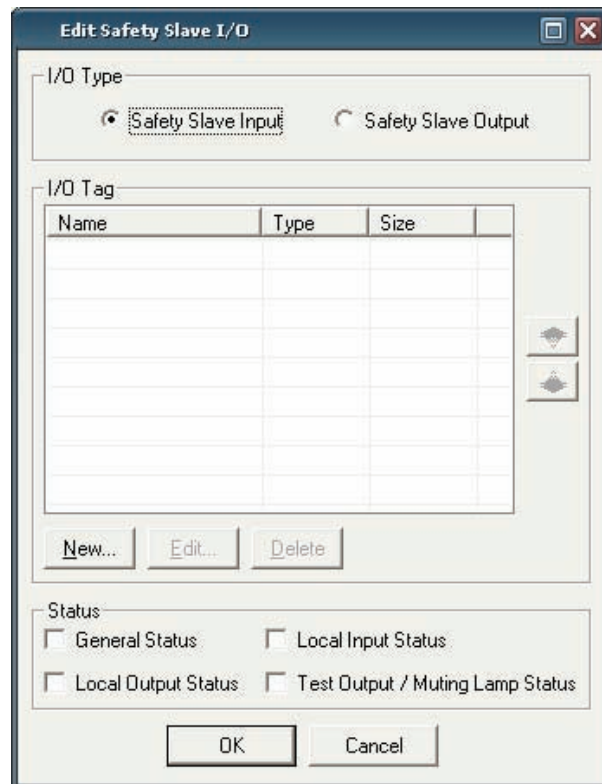 Edit Safety Slave I/O
I/O Type
Safety Slave Input Safety Slave Output
I/O Tag
Name Type Size
New... Edit... Delete
Status
General Status Local Input Status
Local Output Status Test Output / Muting Lamp Status
OK Cancel